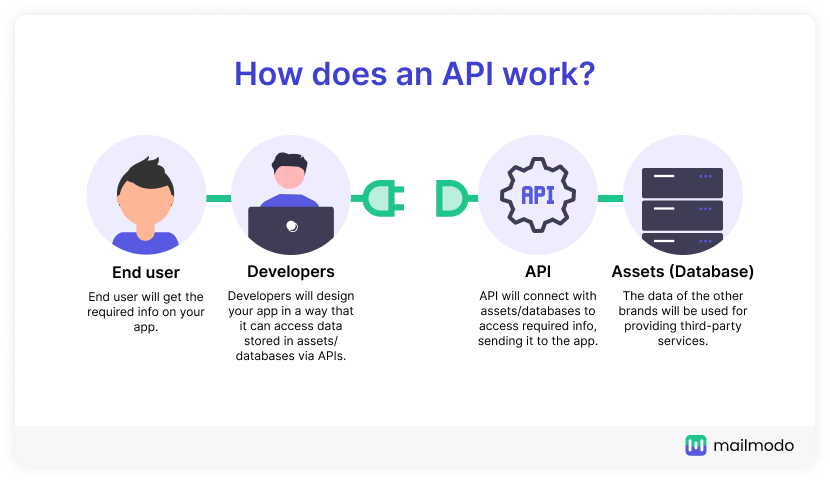 How does an API work?
API
End user
End user will get the
required info on your
app.
Developers
Developers will design
your app in a way that
it can access data
stored in assets/
databases via APIs.
API
API will connect with
assets/databases to
access required info,
sending it to the app.
Assets (Database)
The data of the other
brands will be used for
providing third-party
services.
mailmodo